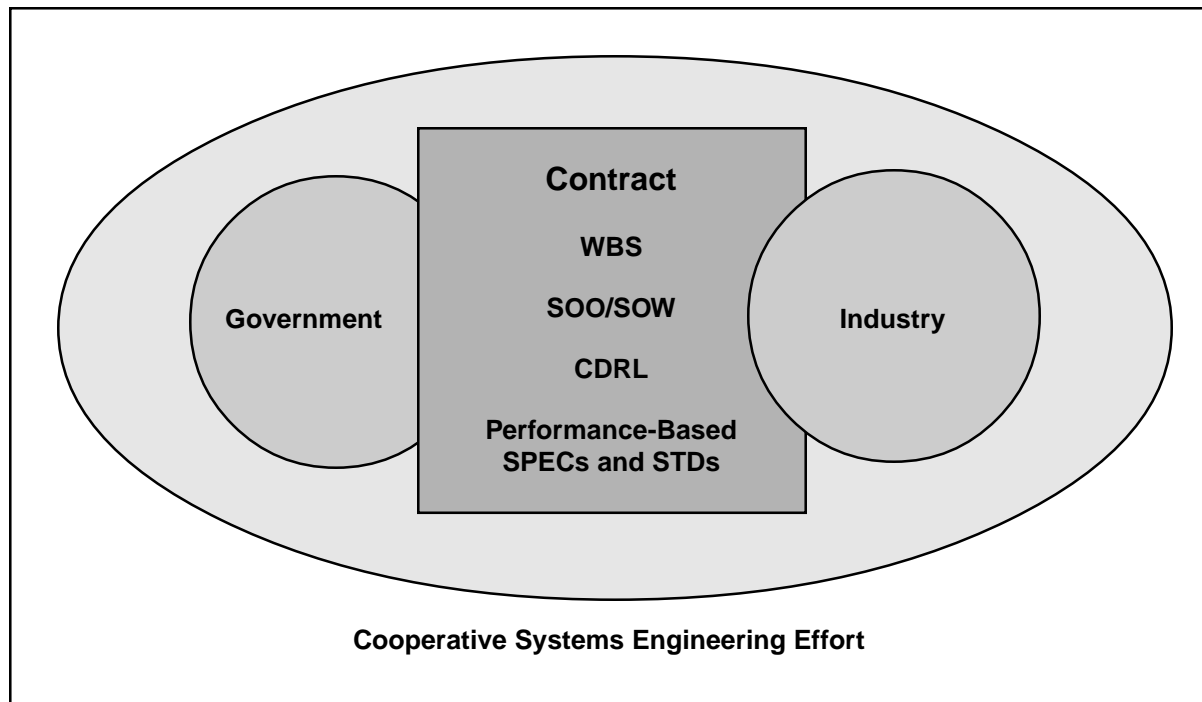 Contract
WBS
SOO/SOW
CDRL
Performance-Based
SPECs and STDs
Government
Industry
Cooperative Systems Engineering Effort